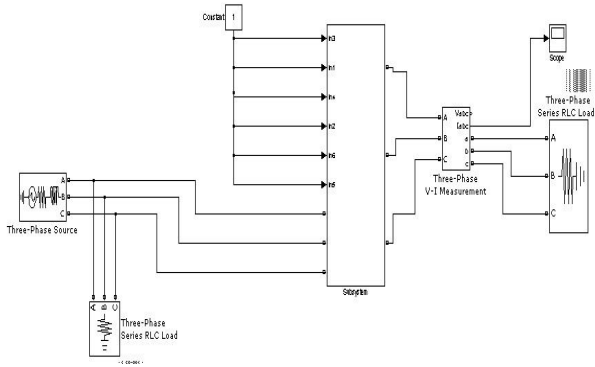 Constant
1
In3
In1
In4
In2
In6
In5
Subsystem
Scope
Vabc
Iabc
A
a
B
b
C
c
Three-Phase
V-I Measurement
Three-Phase
Series RLC Load
A
B
C
A
B
C
Three-Phase Source
A
B
C
Three-Phase
Series RLC Load